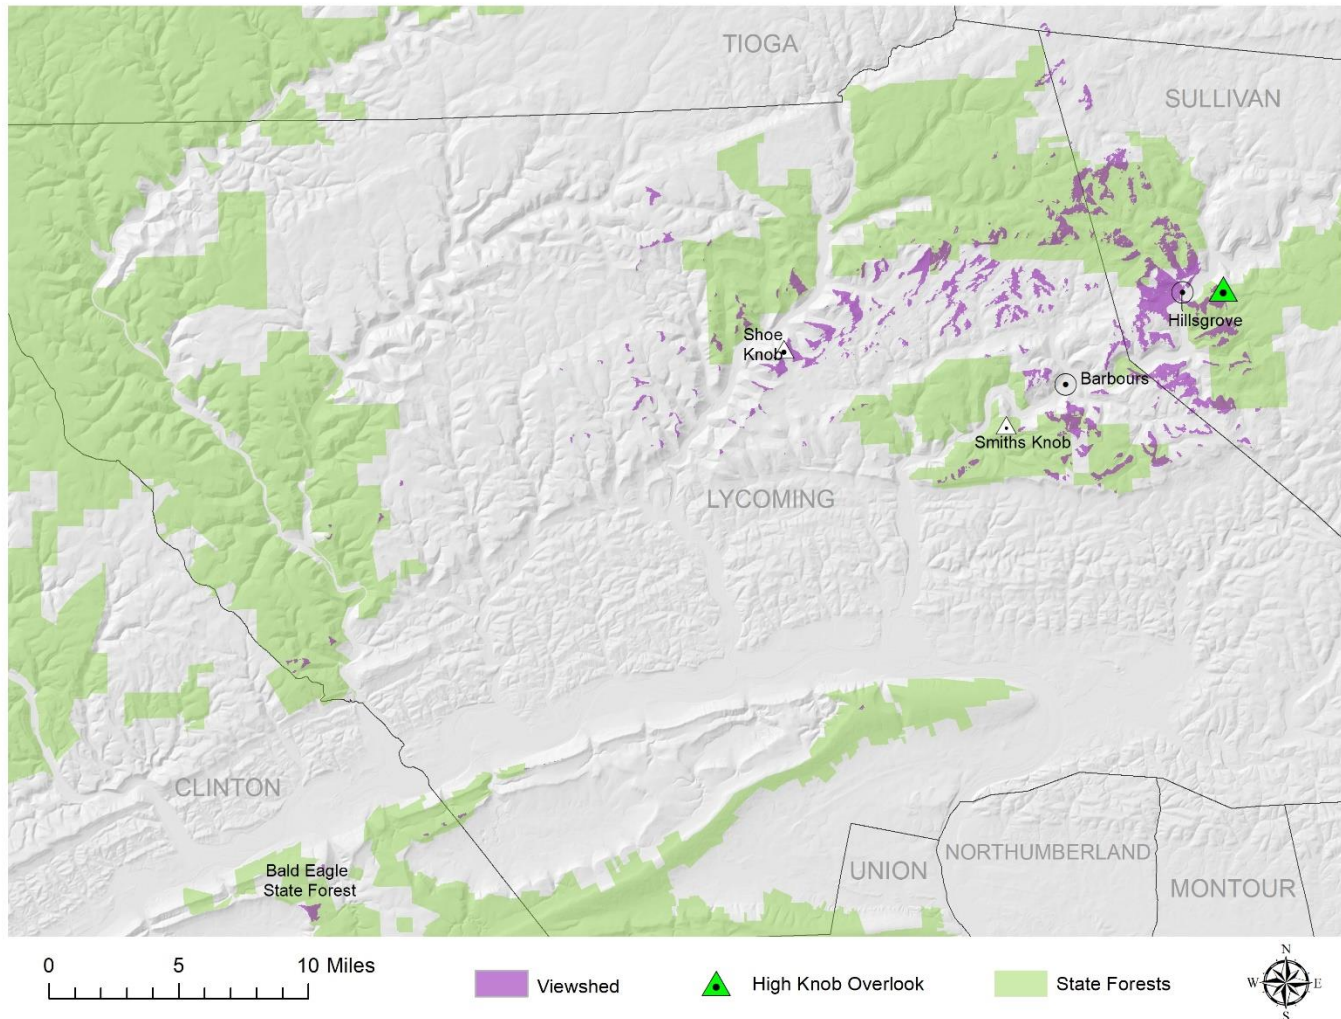 TIOGA
SULLIVAN
Hillsgrove
Shoe
Knob
Barbours
Smiths Knob
LYCOMING
CLINTON
Bald Eagle
State Forest
UNION
NORTHUMBERLAND
MONTOUR
0 5 10 Miles
Viewshed
High Knob Overlook
State Forests
N
W E
S